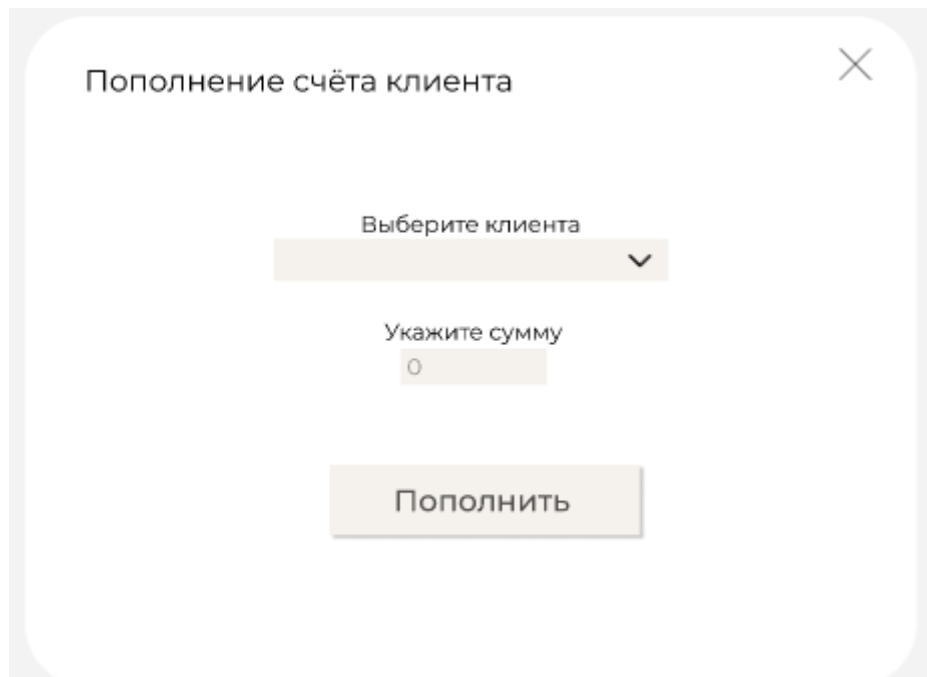 Пополнение счёта клиента
Выберите клиента
Укажите сумму
0
Пополнить